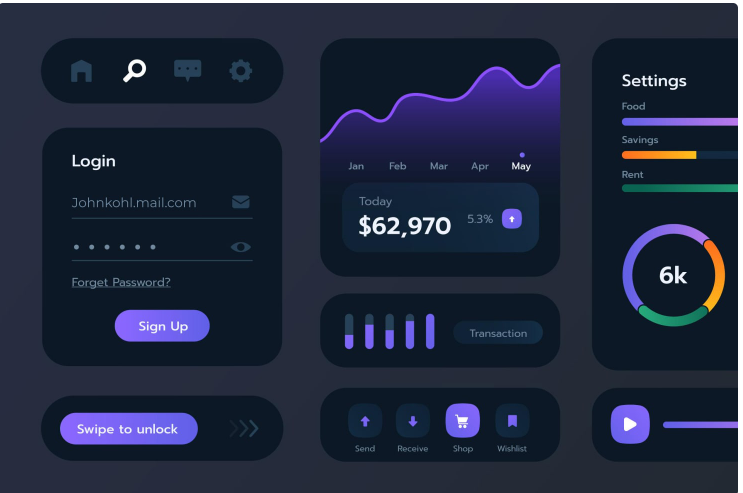 Login
Johnkohl.mail.com
Forget Password?
Sign Up
Swipe to unlock
Jan Feb Mar Apr May
Today
$62,970 5.3%
Transaction
Send Receive Shop Wishlist
Settings
Food
Savings
Rent
6k